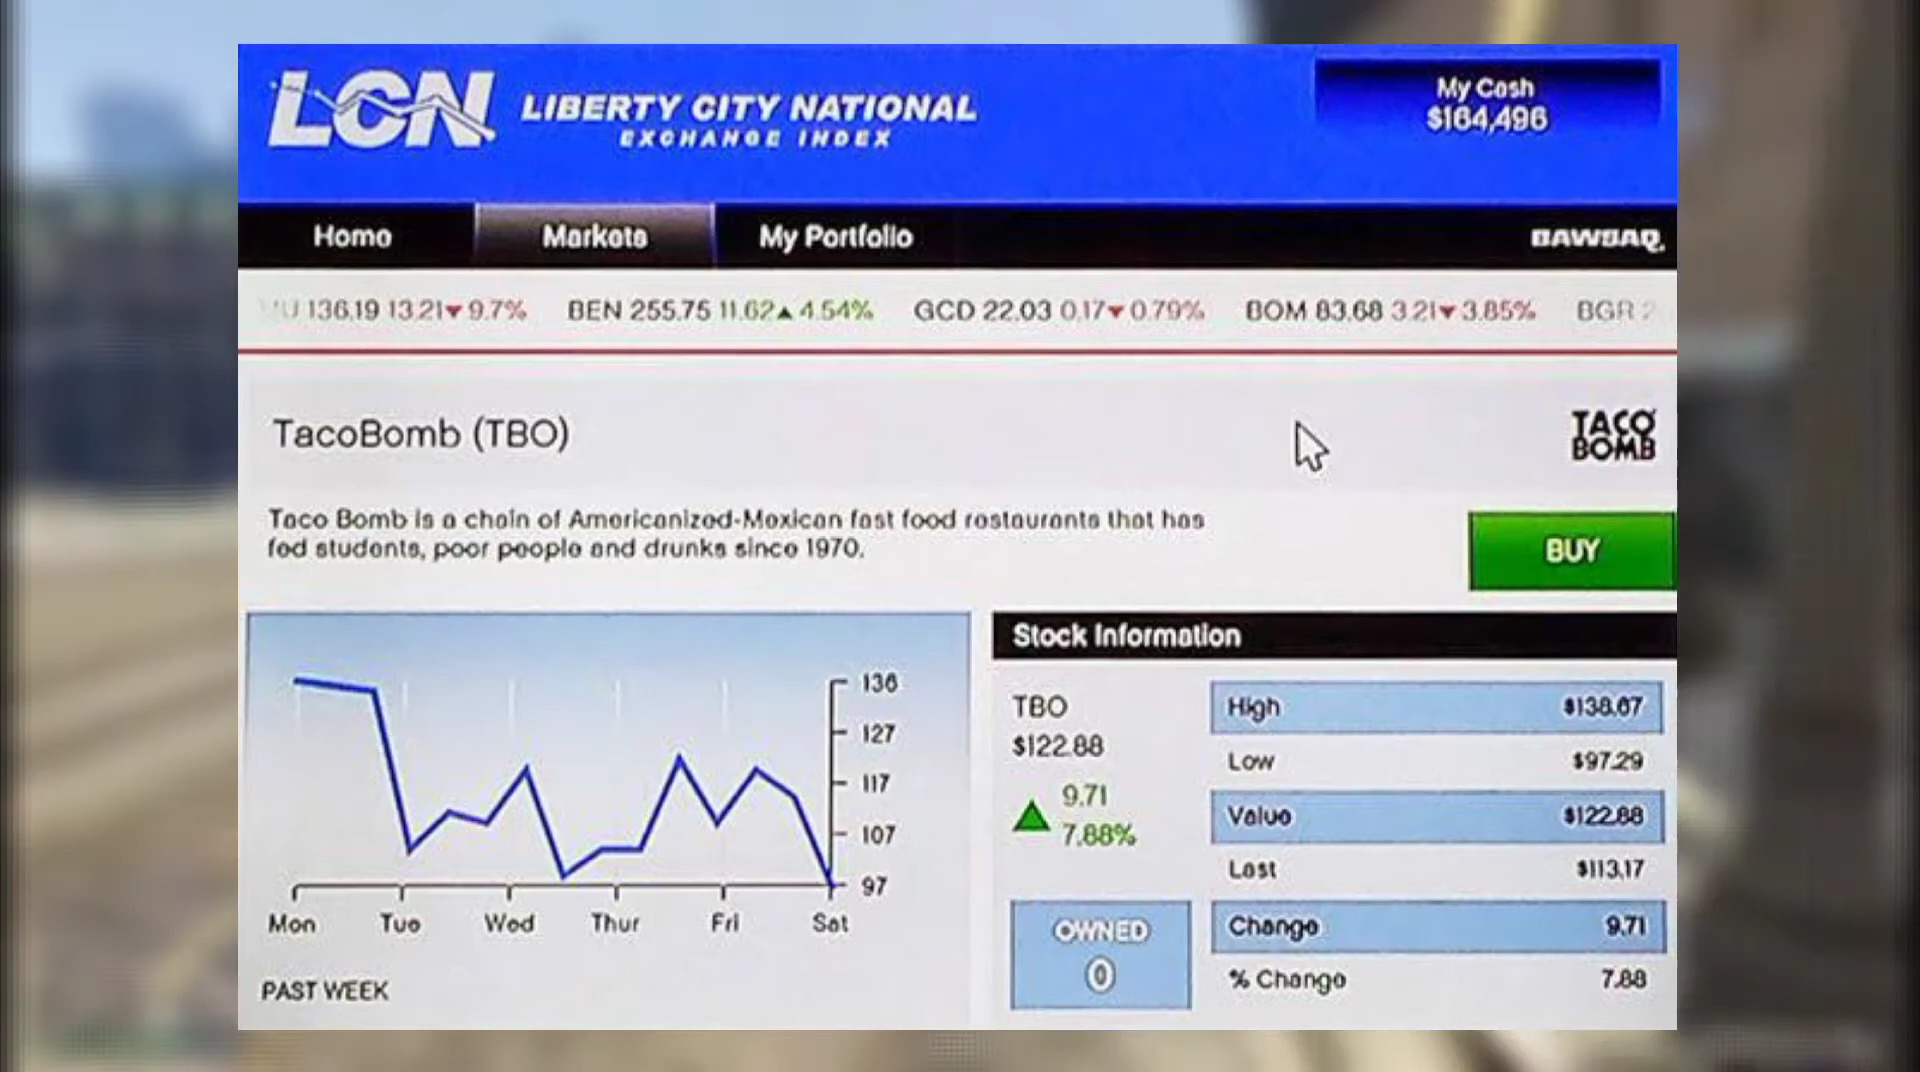 LCN LIBERTY CITY NATIONAL
EXCHANGE INDEX
My Cash
$164,496
Home Markets My Portfolio BAWSAQ
U 136.19 13.21▼9.7% BEN 255.75 11.62▲4.54% GCD 22.03 0.17▼0.79% BOM 83.68 3.21▼3.85% BGR 2
TacoBomb (TBO)
TACO
BOMB
Taco Bomb is a chain of Americanized-Mexican fast food restaurants that has
fed students, poor people and drunks since 1970.
BUY
136
127
117
107
97
Mon Tue Wed Thur Fri Sat
PAST WEEK
Stock Information
TBO
$122.88
▲ 9.71
7.88%
OWNED
0
High $138.67
Low $97.29
Value $122.88
Last $113.17
Change 9.71
% Change 7.88